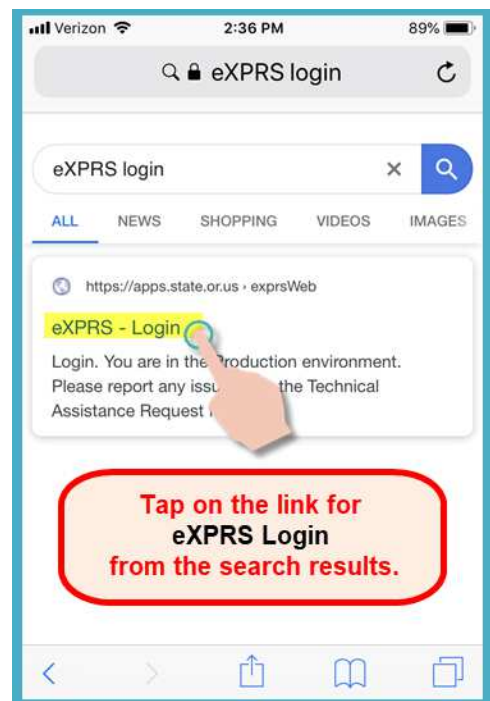 Verizon 2:36 PM 89%
eXPRS login
eXPRS login
ALL NEWS SHOPPING VIDEOS IMAGES
https://apps.state.or.us › exprsWeb
eXPRS - Login
Login. You are in the Production environment.
Please report any the Technical
Assistance Request
Tap on the link for
eXPRS Login
from the search results.